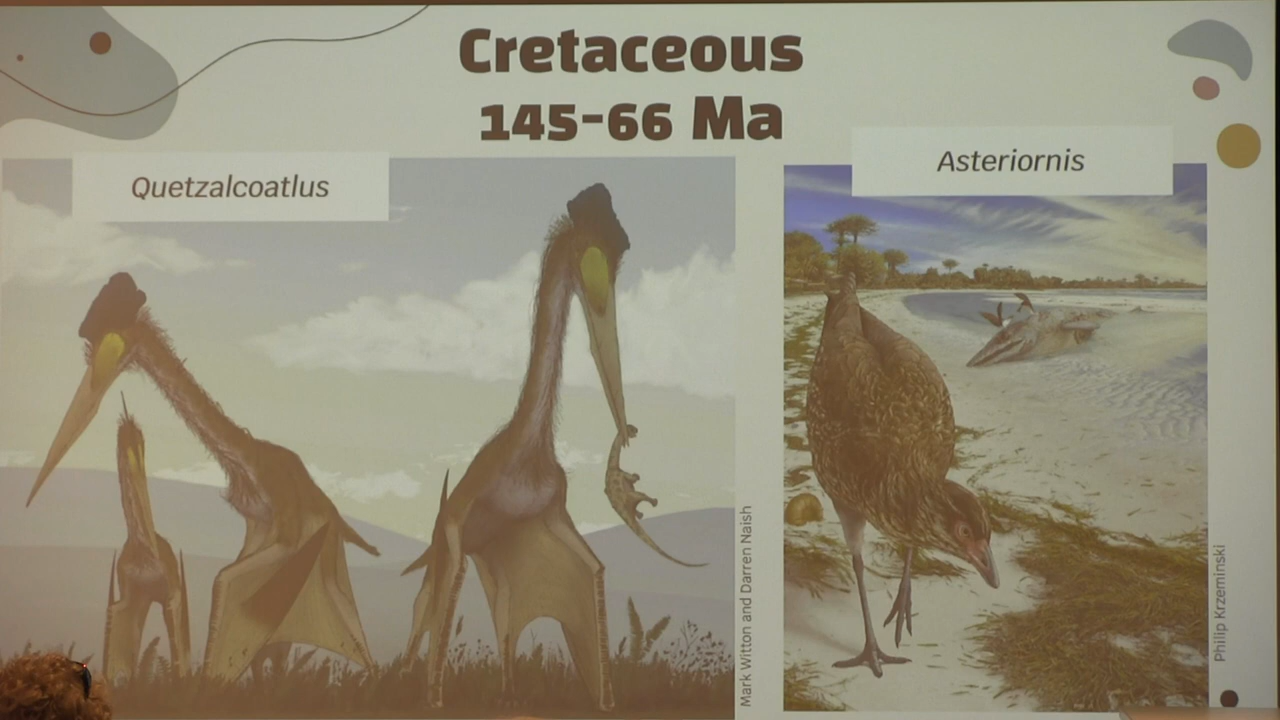 Cretaceous
145-66 Ma
Quetzalcoatlus
Asteriornis
Mark Witton and Darren Naish
Philip Krzeminski